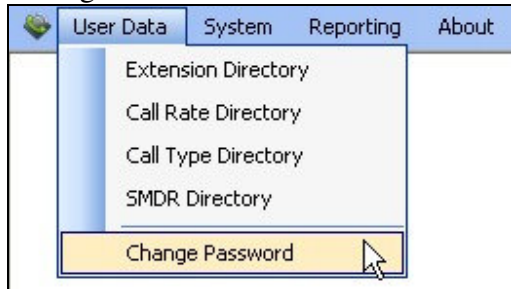 User Data System Reporting About
Extension Directory
Call Rate Directory
Call Type Directory
SMDR Directory
Change Password